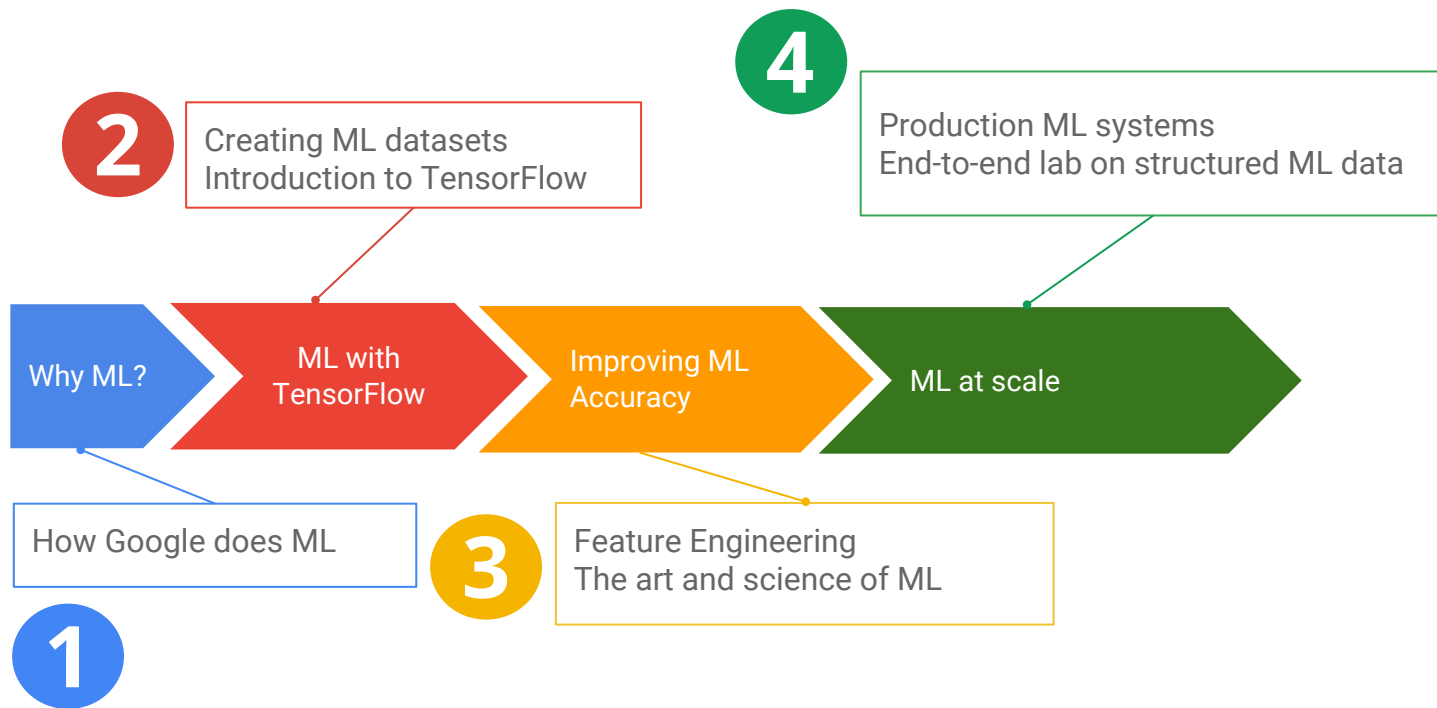 4
Production ML systems
End-to-end lab on structured ML data
2
Creating ML datasets
Introduction to TensorFlow
Why ML?
ML with
TensorFlow
Improving ML
Accuracy
ML at scale
How Google does ML
1
3
Feature Engineering
The art and science of ML